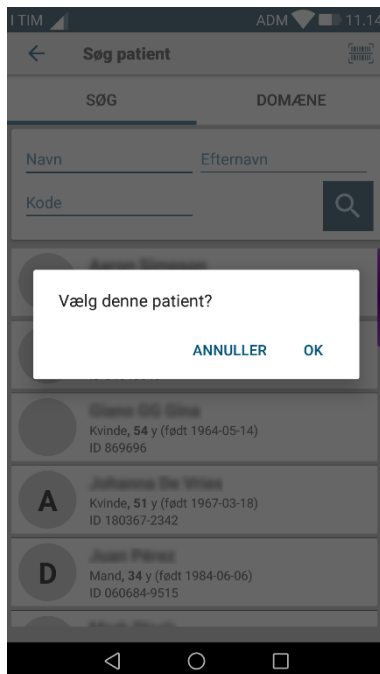 I TIM
ADM
11.14
Søg patient
SØG
DOMÆNE
Navn
Efternavn
Kode
Vælg denne patient?
ANNULLER
OK
Kvinde, 54 y (født 1964-05-14)
ID 869696
A
Kvinde, 51 y (født 1967-03-18)
ID 180367-2342
D
Mand, 34 y (født 1984-06-06)
ID 060684-9515